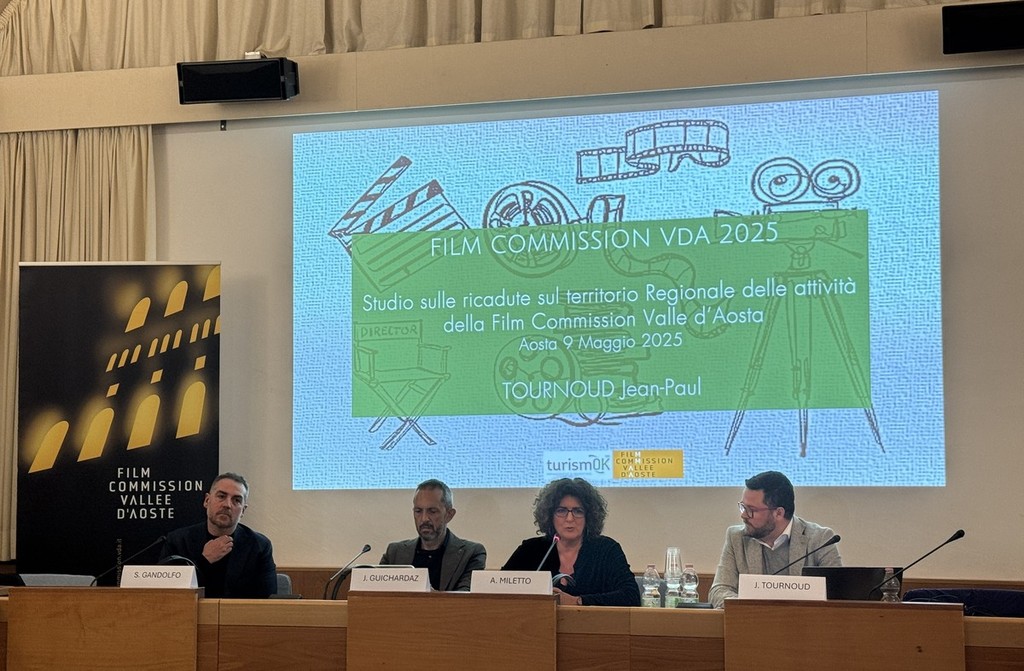 FILM COMMISSION VDA 2025
Studio sulle ricadute sul territorio Regionale delle attività
della Film Commission Valle d'Aosta
Aosta 9 Maggio 2025
TOURNOUD Jean-Paul
DIRECTOR
turismOK
FILM
COMMISSION
VALLEE
D'AOSTE
FILM
COMMISSION
VALLEE
D'AOSTE
S. GANDOLFO
J. GUICHARDAZ
A. MILETTO
J. TOURNOUD